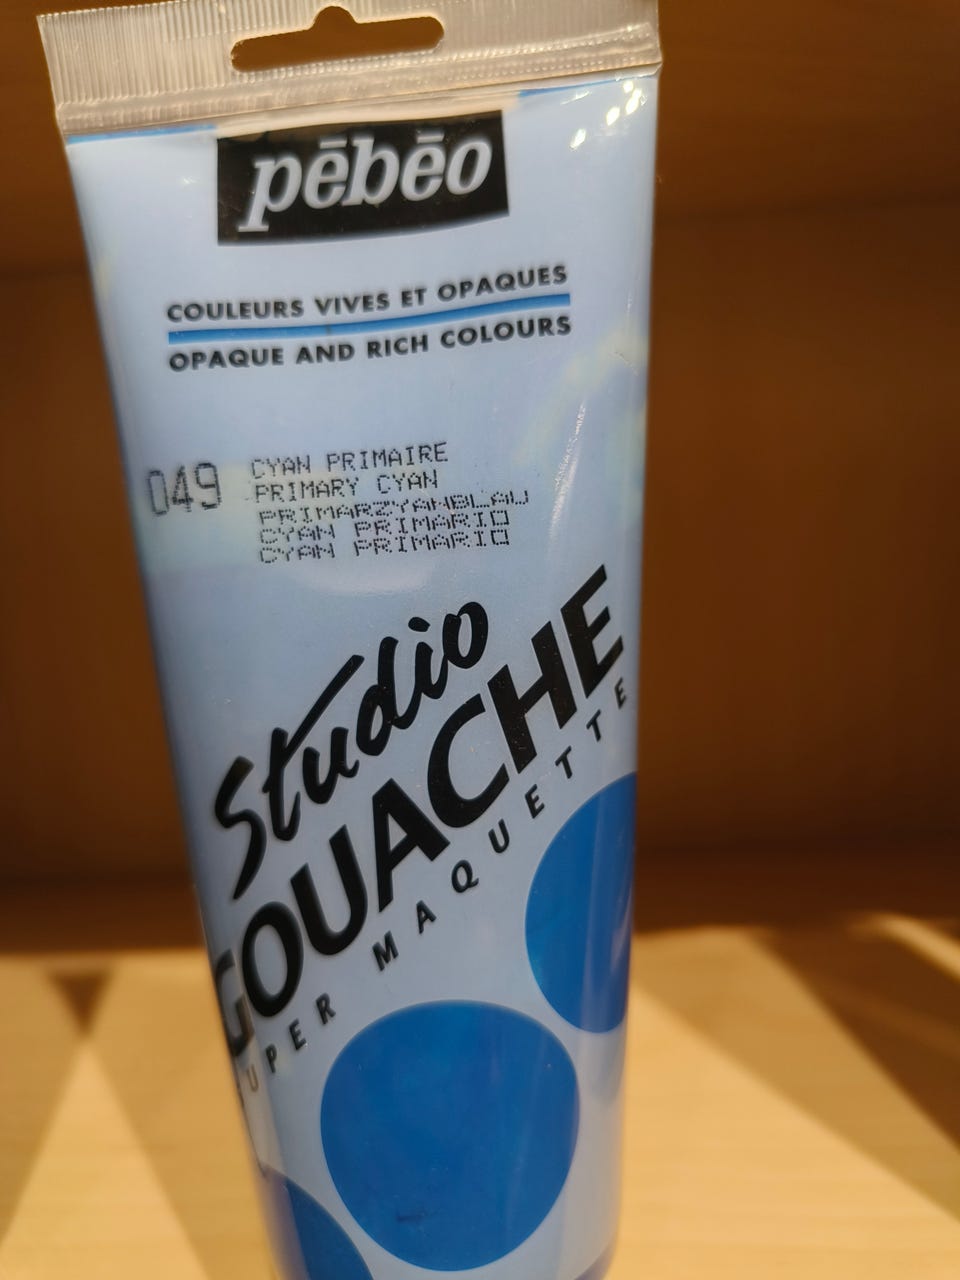 pēbēo
COULEURS VIVES ET OPAQUES
OPAQUE AND RICH COLOURS
049
CYAN PRIMAIRE
PRIMARY CYAN
PRIMARZYANBLAU
CYAN PRIMARIO
CYAN PRIMARIO
Studio
GOUACHE
SUPER MAQUETTE